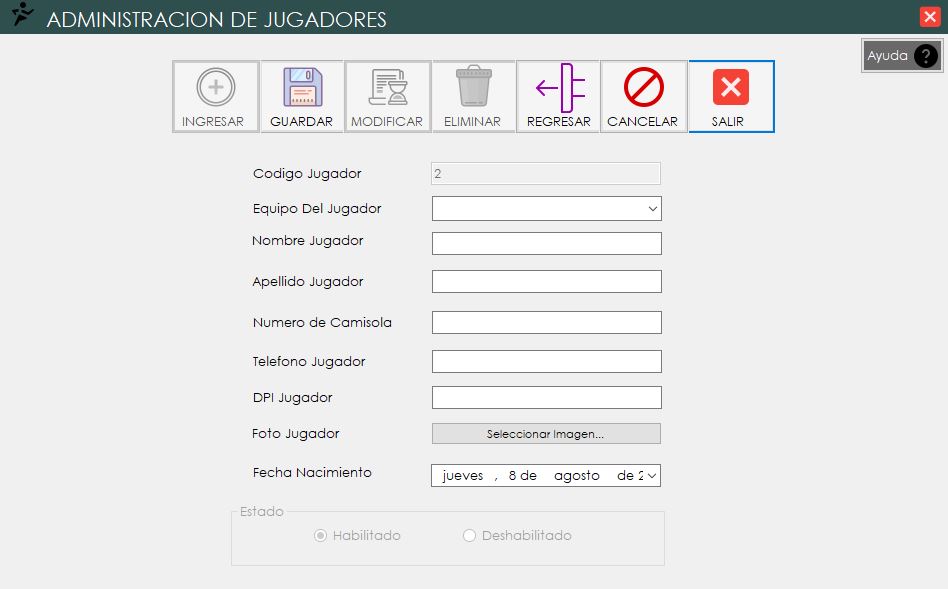 ADMINISTRACION DE JUGADORES
Ayuda ?
INGRESAR GUARDAR MODIFICAR ELIMINAR REGRESAR CANCELAR SALIR
Codigo Jugador 2
Equipo Del Jugador
Nombre Jugador
Apellido Jugador
Numero de Camisola
Telefono Jugador
DPI Jugador
Foto Jugador Seleccionar Imagen...
Fecha Nacimiento jueves , 8 de agosto de 2
Estado
Habilitado Deshabilitado